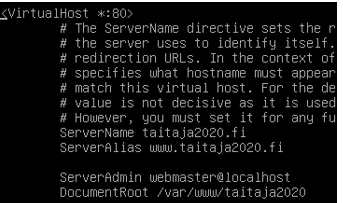 <VirtualHost *:80>
# The ServerName directive sets the r
# the server uses to identify itself.
# redirection URLs. In the context of
# specifies what hostname must appear
# match this virtual host. For the de
# value is not decisive as it is used
# However, you must set it for any fu
ServerName taitaja2020.fi
ServerAlias www.taitaja2020.fi
ServerAdmin webmaster@localhost
DocumentRoot /var/www/taitaja2020